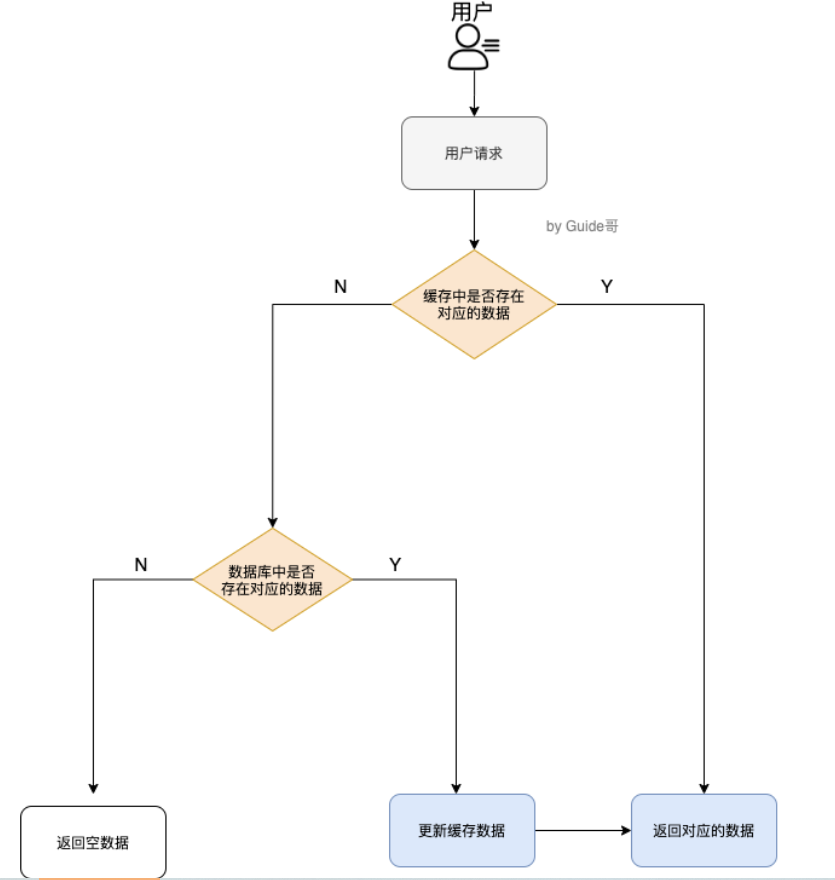 用户
用户请求
by Guide哥
缓存中是否存在
对应的数据
N
Y
数据库中是否
存在对应的数据
N
Y
返回空数据
更新缓存数据
返回对应的数据